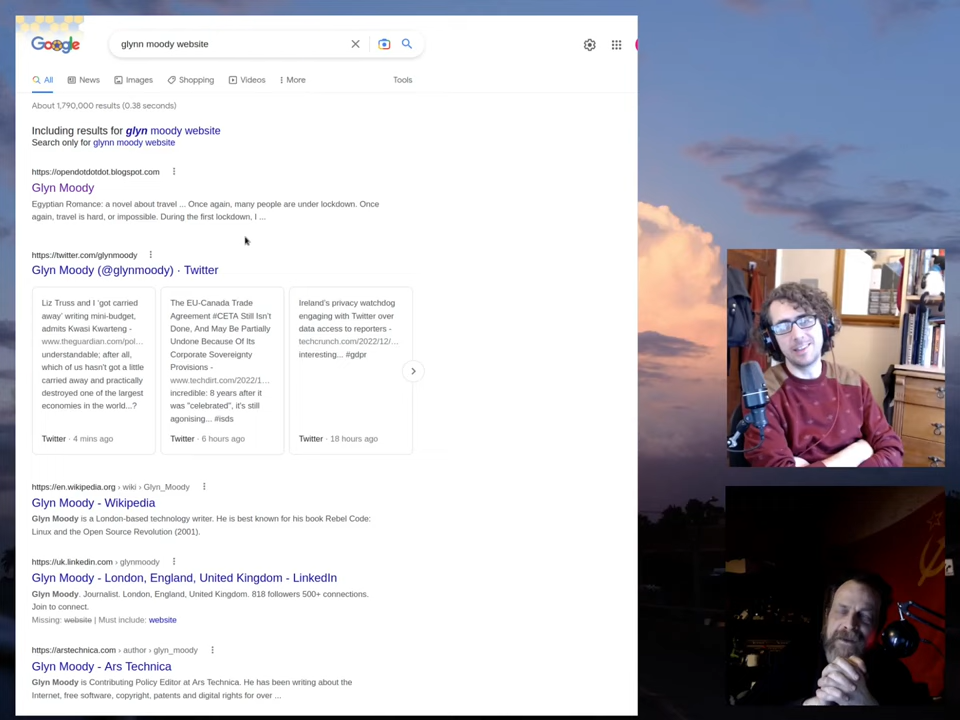 Google
glynn moody website
All
News
Images
Shopping
Videos
More
Tools
About 1,790,000 results (0.38 seconds)
Including results for glyn moody website
Search only for glynn moody website
https://opendotdotdot.blogspot.com
Glyn Moody
Egyptian Romance: a novel about travel ... Once again, many people are under lockdown. Once
again, travel is hard, or impossible. During the first lockdown, I ...
https://twitter.com/glynmoody
Glyn Moody (@glynmoody) · Twitter
Liz Truss and I 'got carried
away' writing mini-budget,
admits Kwasi Kwarteng -
www.theguardian.com/pol...
understandable; after all,
which of us hasn't got a little
carried away and practically
destroyed one of the largest
economies in the world...?
Twitter · 4 mins ago
The EU-Canada Trade
Agreement #CETA Still Isn't
Done, And May Be Partially
Undone Because Of Its
Corporate Sovereignty
Provisions -
www.techdirt.com/2022/1...
incredible: 8 years after it
was "celebrated", it's still
agonising... #isds
Twitter · 6 hours ago
Ireland's privacy watchdog
engaging with Twitter over
data access to reporters -
techcrunch.com/2022/12/...
interesting... #gdpr
Twitter · 18 hours ago
https://en.wikipedia.org › wiki › Glyn_Moody
Glyn Moody - Wikipedia
Glyn Moody is a London-based technology writer. He is best known for his book Rebel Code:
Linux and the Open Source Revolution (2001).
https://uk.linkedin.com › glynmoody
Glyn Moody - London, England, United Kingdom - LinkedIn
Glyn Moody. Journalist. London, England, United Kingdom. 818 followers 500+ connections.
Join to connect.
Missing: website | Must include: website
https://arstechnica.com › author › glyn_moody
Glyn Moody - Ars Technica
Glyn Moody is Contributing Policy Editor at Ars Technica. He has been writing about the
Internet, free software, copyright, patents and digital rights for over ...